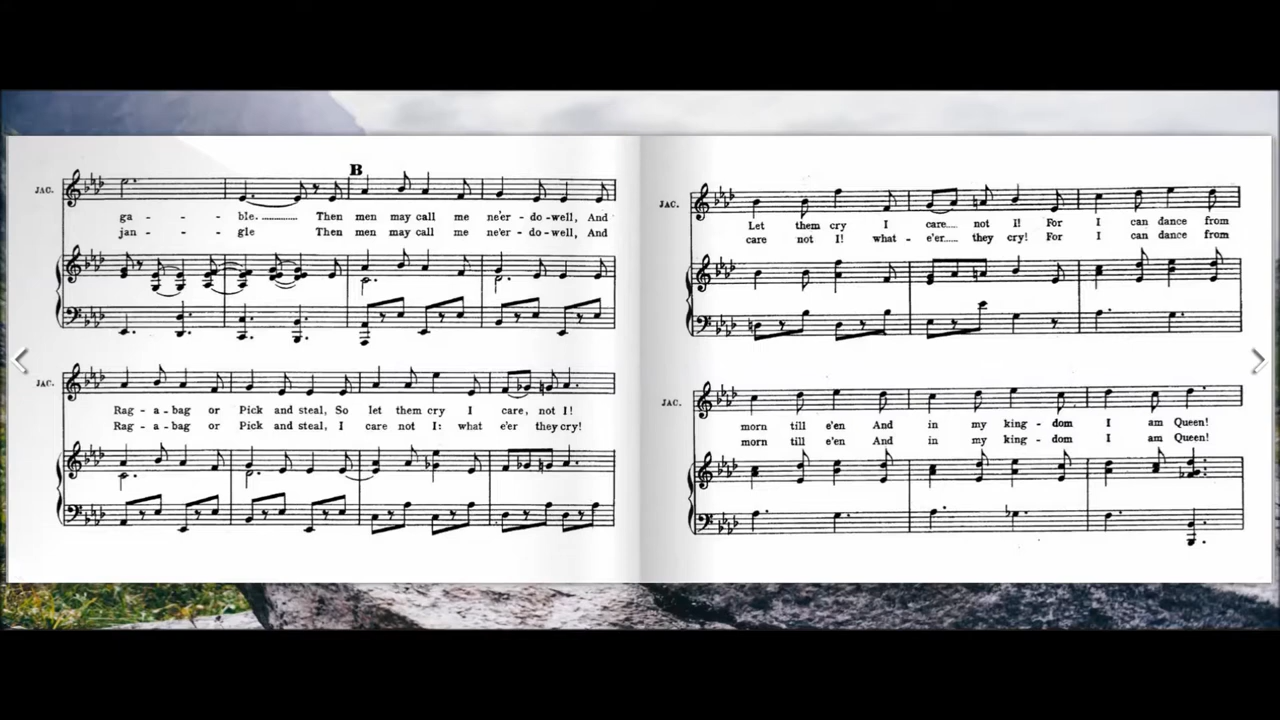 B
JAC.
ga - - - ble. ............... Then men may call me ne'er - do - well, And
jan - - - gle Then men may call me ne'er - do - well, And
JAC.
Rag - a - bag or Pick and steal, So let them cry I care, not I!
Rag - a - bag or Pick and steal, I care not I: what e'er they cry!
JAC.
Let them cry I care..... not I! For I can dance from
care not I! what - e'er..... they cry! For I can dance from
JAC.
morn till e'en And in my king - dom I am Queen!
morn till e'en And in my king - dom I am Queen!